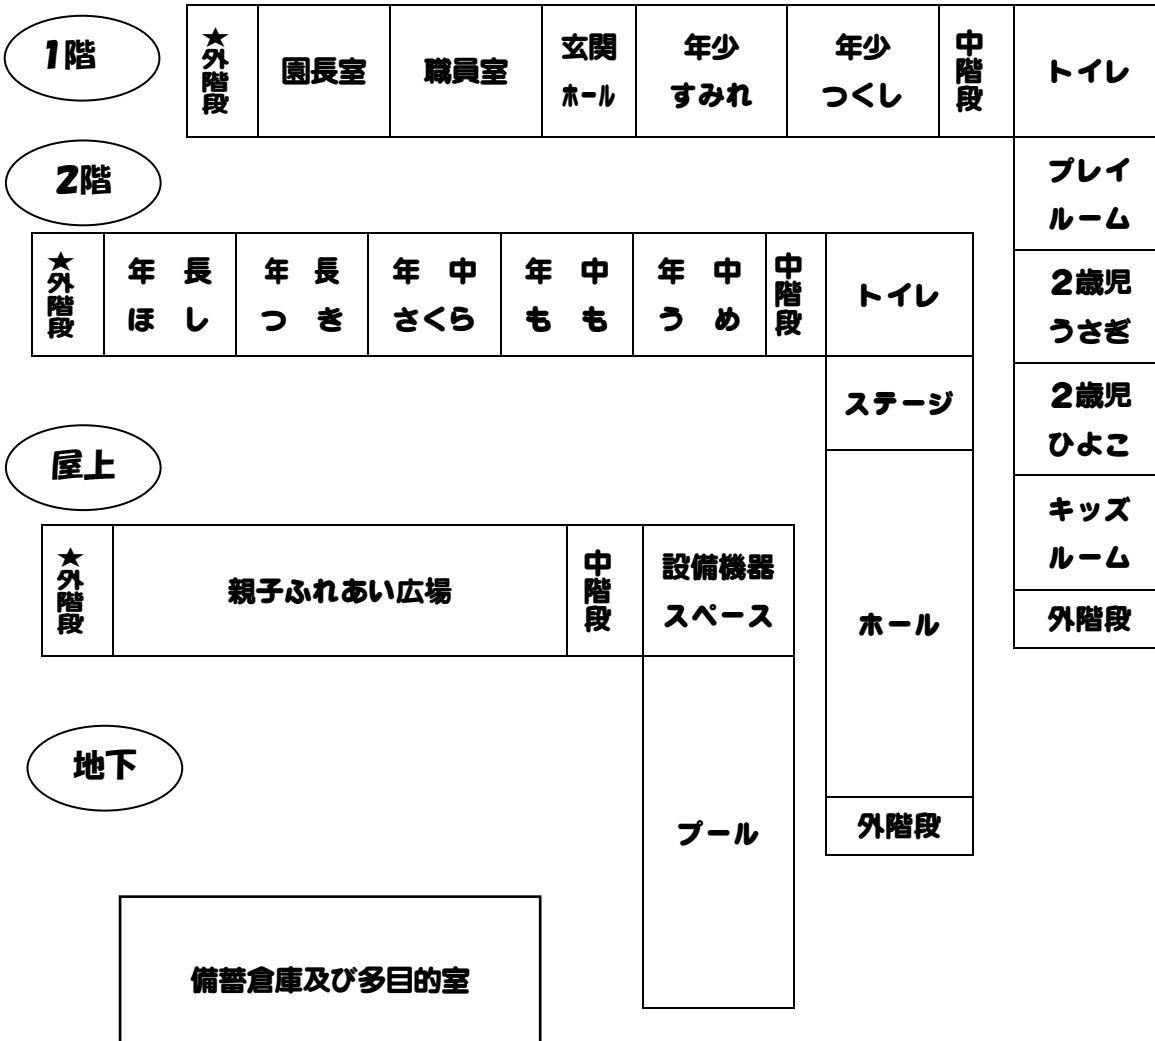 1階
★外階段
園長室
職員室
玄関
ホール
年少
すみれ
年少
つくし
中階段
トイレ
プレイ
ルーム
2歳児
うさぎ
2歳児
ひよこ
キッズ
ルーム
外階段
2階
★外階段
年 長
ほ し
年 長
つ き
年 中
さくら
年 中
も も
年 中
う め
中階段
トイレ
ステージ
ホール
外階段
屋上
★外階段
親子ふれあい広場
中階段
設備機器
スペース
プール
地下
備蓄倉庫及び多目的室